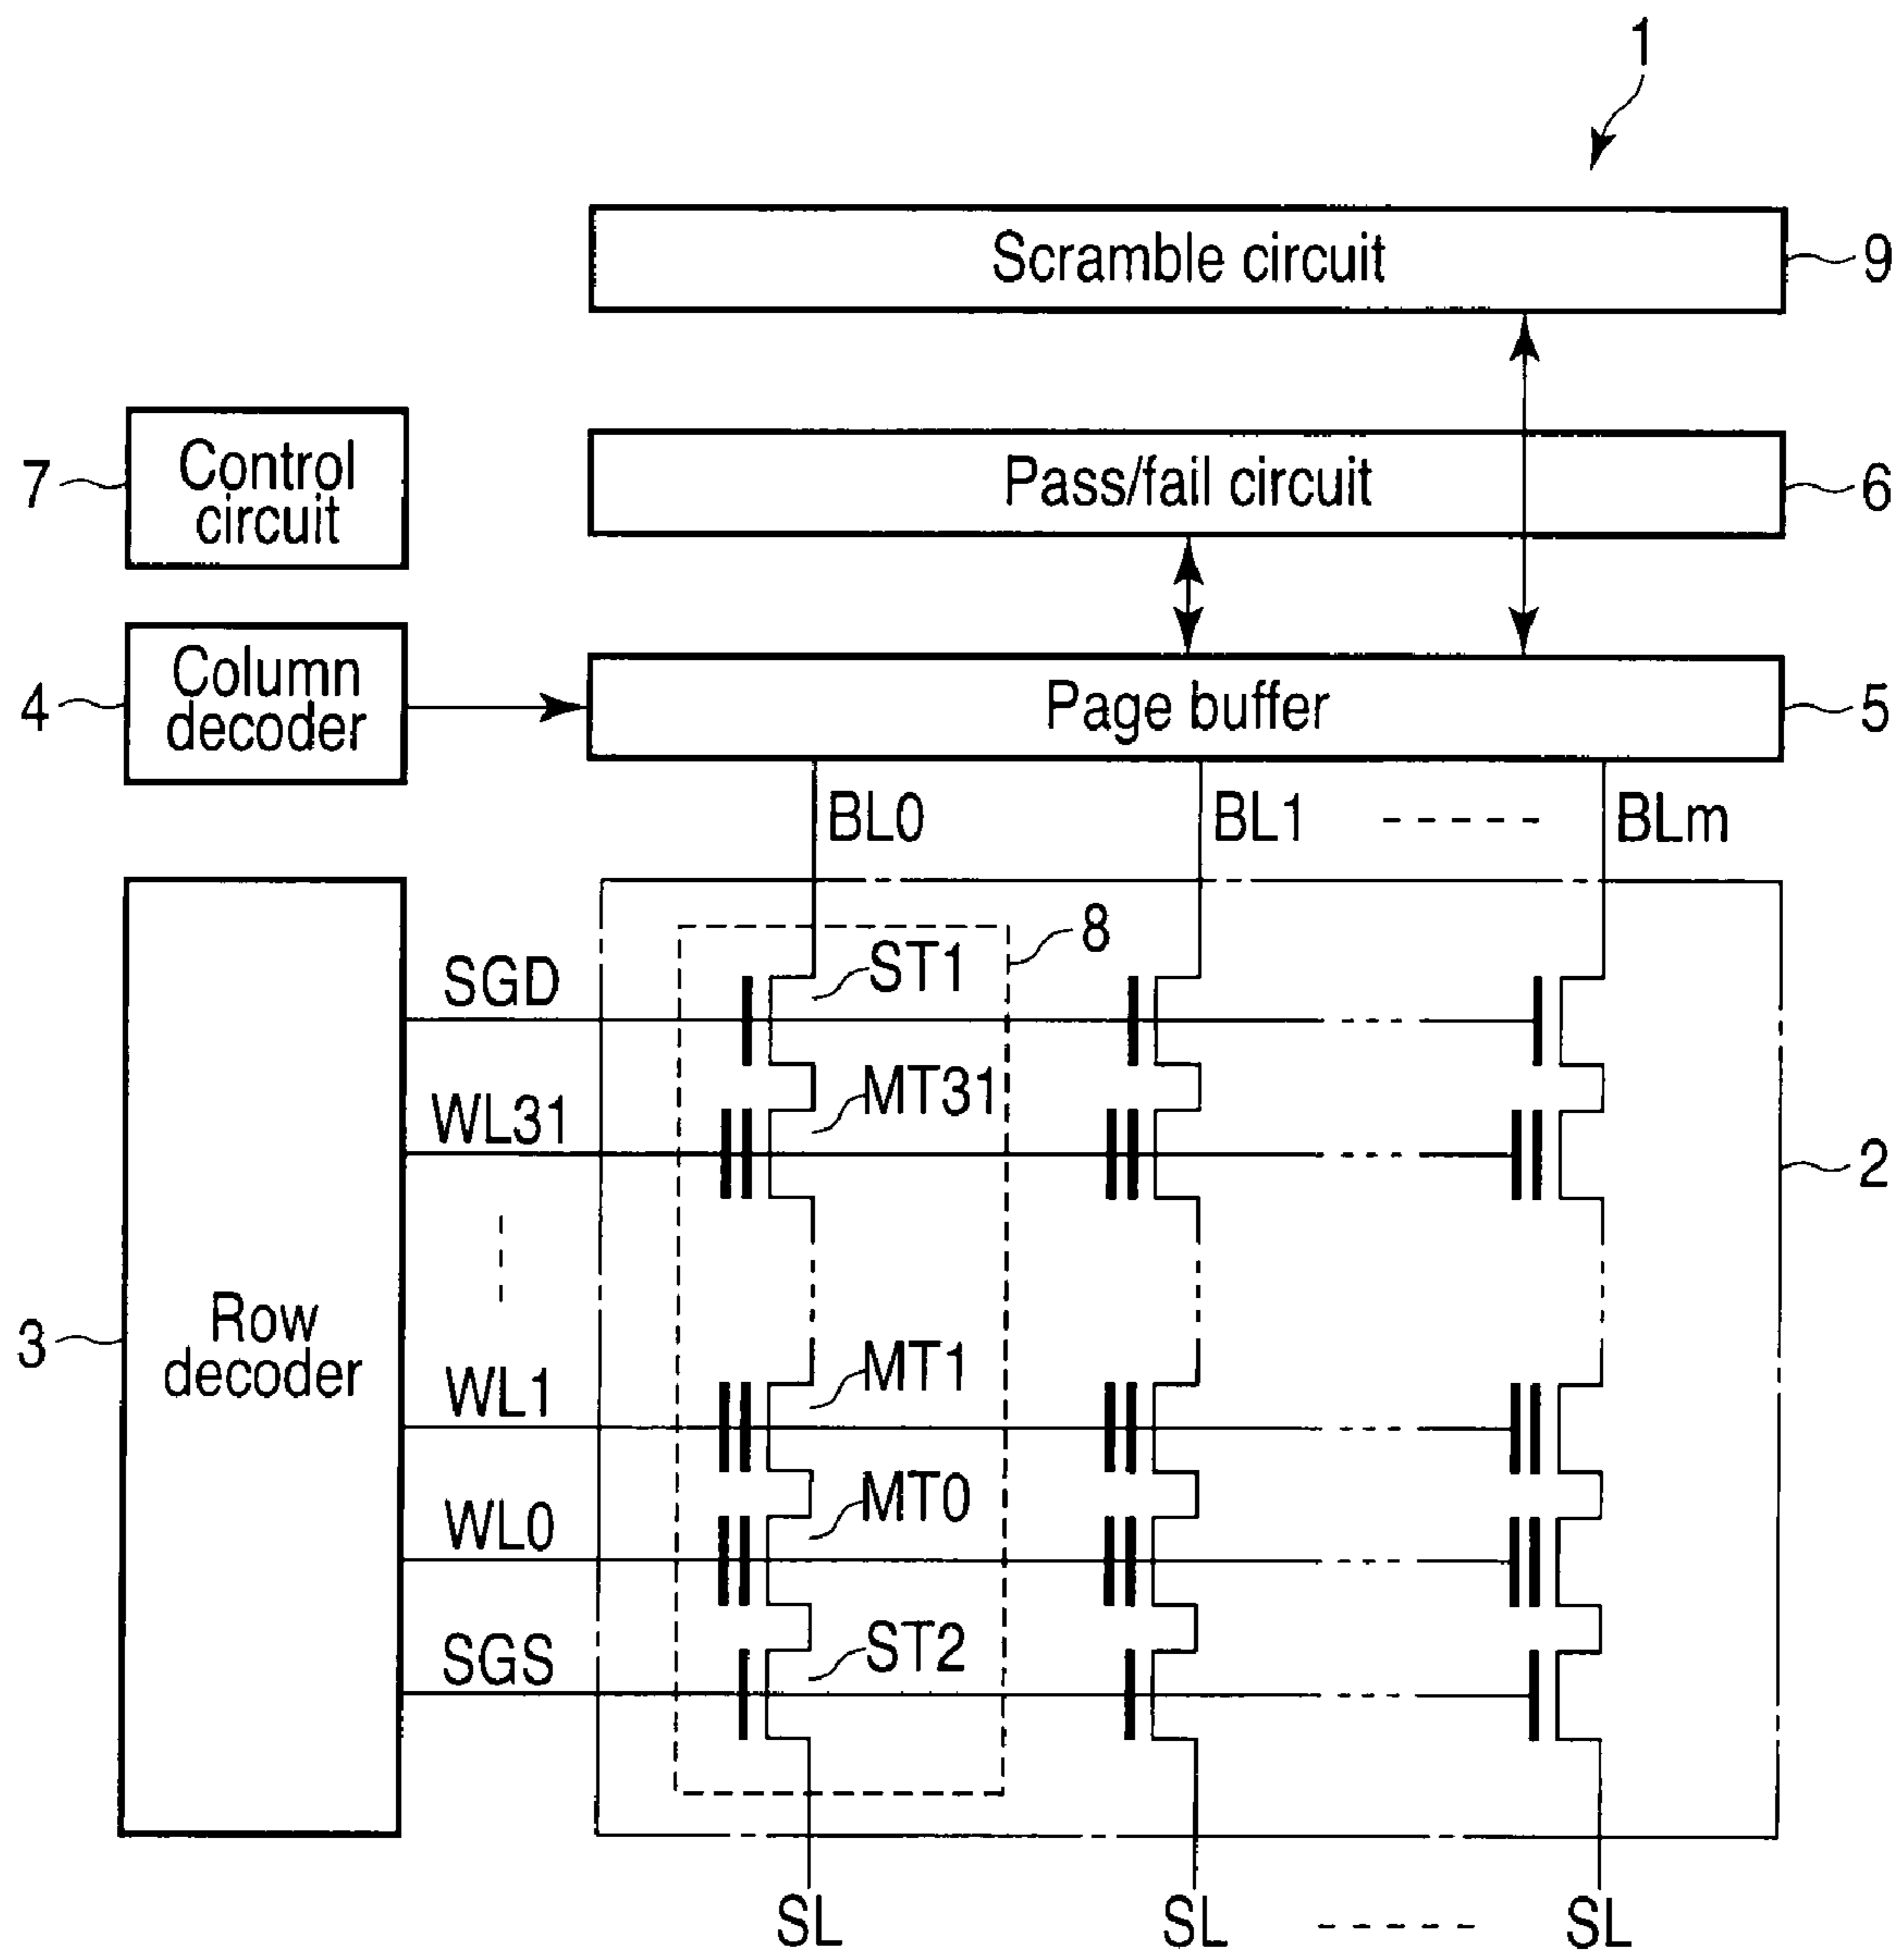 1
Scramble circuit
9
7
Control
circuit
Pass/fail circuit
6
4
Column
decoder
Page buffer
5
BL0
BL1
BLm
8
SGD
ST1
WL31
MT31
2
3
Row
decoder
WL1
MT1
WL0
MT0
SGS
ST2
SL
SL
SL